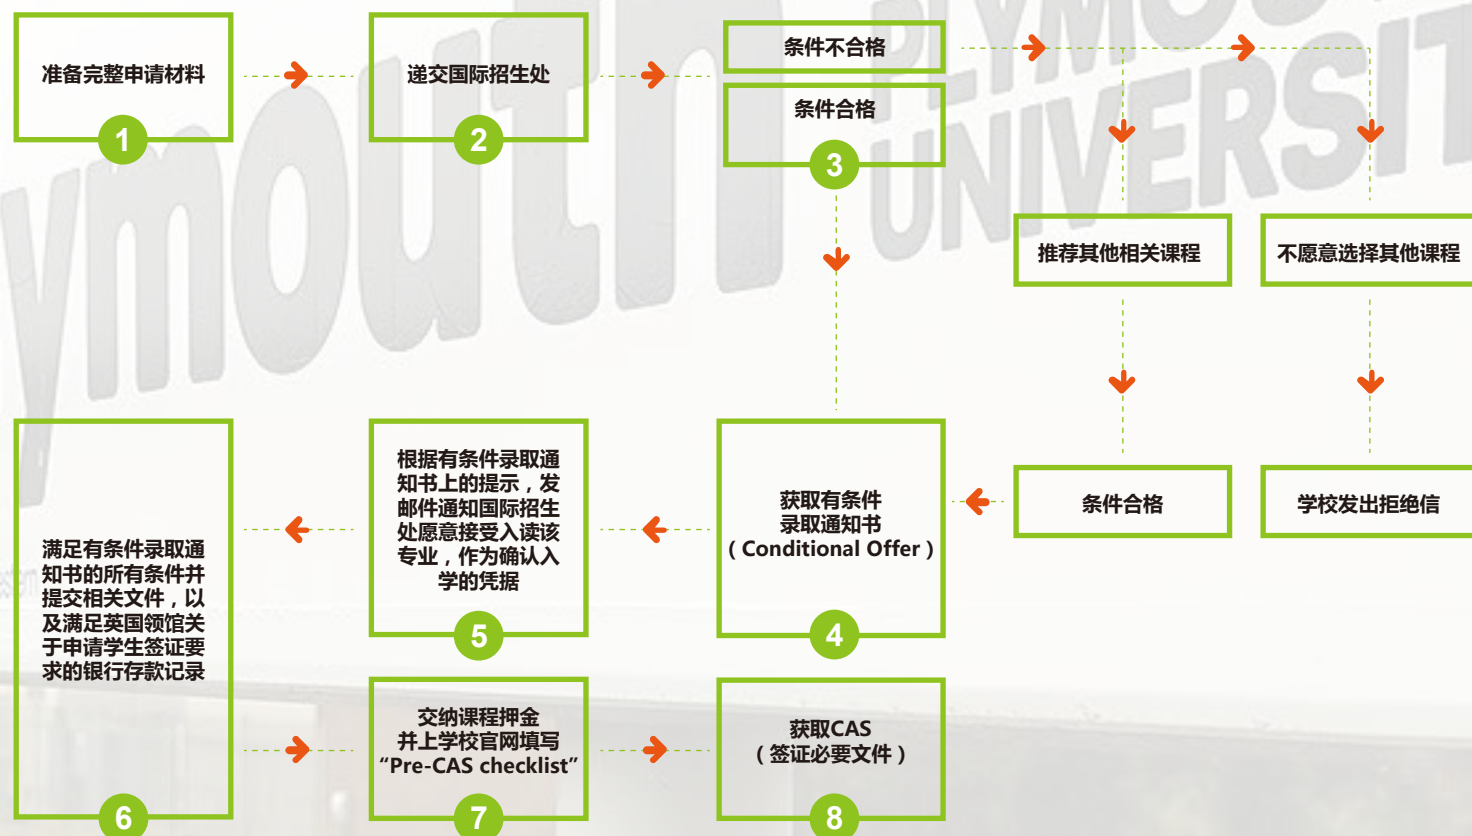 准备完整申请材料
1
递交国际招生处
2
条件不合格
条件合格
3
推荐其他相关课程
不愿意选择其他课程
条件合格
学校发出拒绝信
获取有条件
录取通知书
（Conditional Offer）
4
根据有条件录取通
知书上的提示，发
邮件通知国际招生
处愿意接受入读该
专业，作为确认入
学的凭据
5
满足有条件录取通
知书的所有条件并
提交相关文件，以
及满足英国领馆关
于申请学生签证要
求的银行存款记录
6
交纳课程押金
并上学校官网填写
“Pre-CAS checklist”
7
获取CAS
（签证必要文件）
8
ymouth
PLYMOU
UNIVERSIT